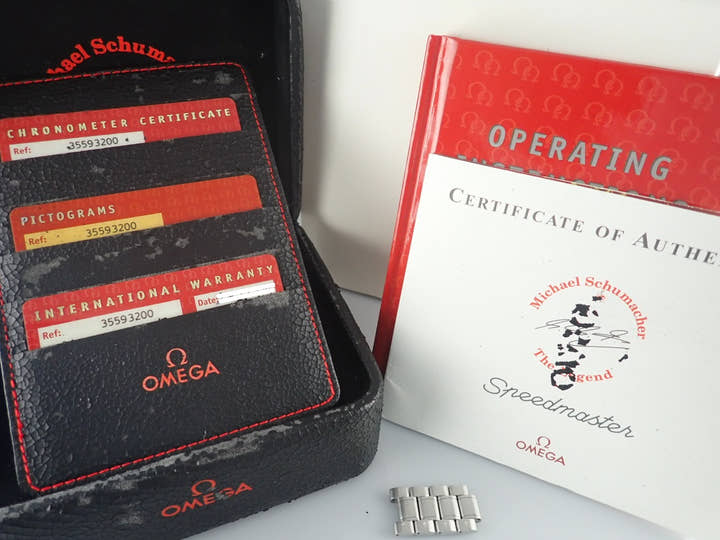 Michael Schuma
CHRONOMETER CERTIFICATE
Ref: 35593200
PICTOGRAMS
Ref: 35593200
INTERNATIONAL WARRANTY
Ref: 35593200 Date:
Ω
OMEGA
Ω
OMEGA
OPERATING
CERTIFICATE OF AUTHE
Michael Schumacher
The Legend
Speedmaster
Ω
OMEGA